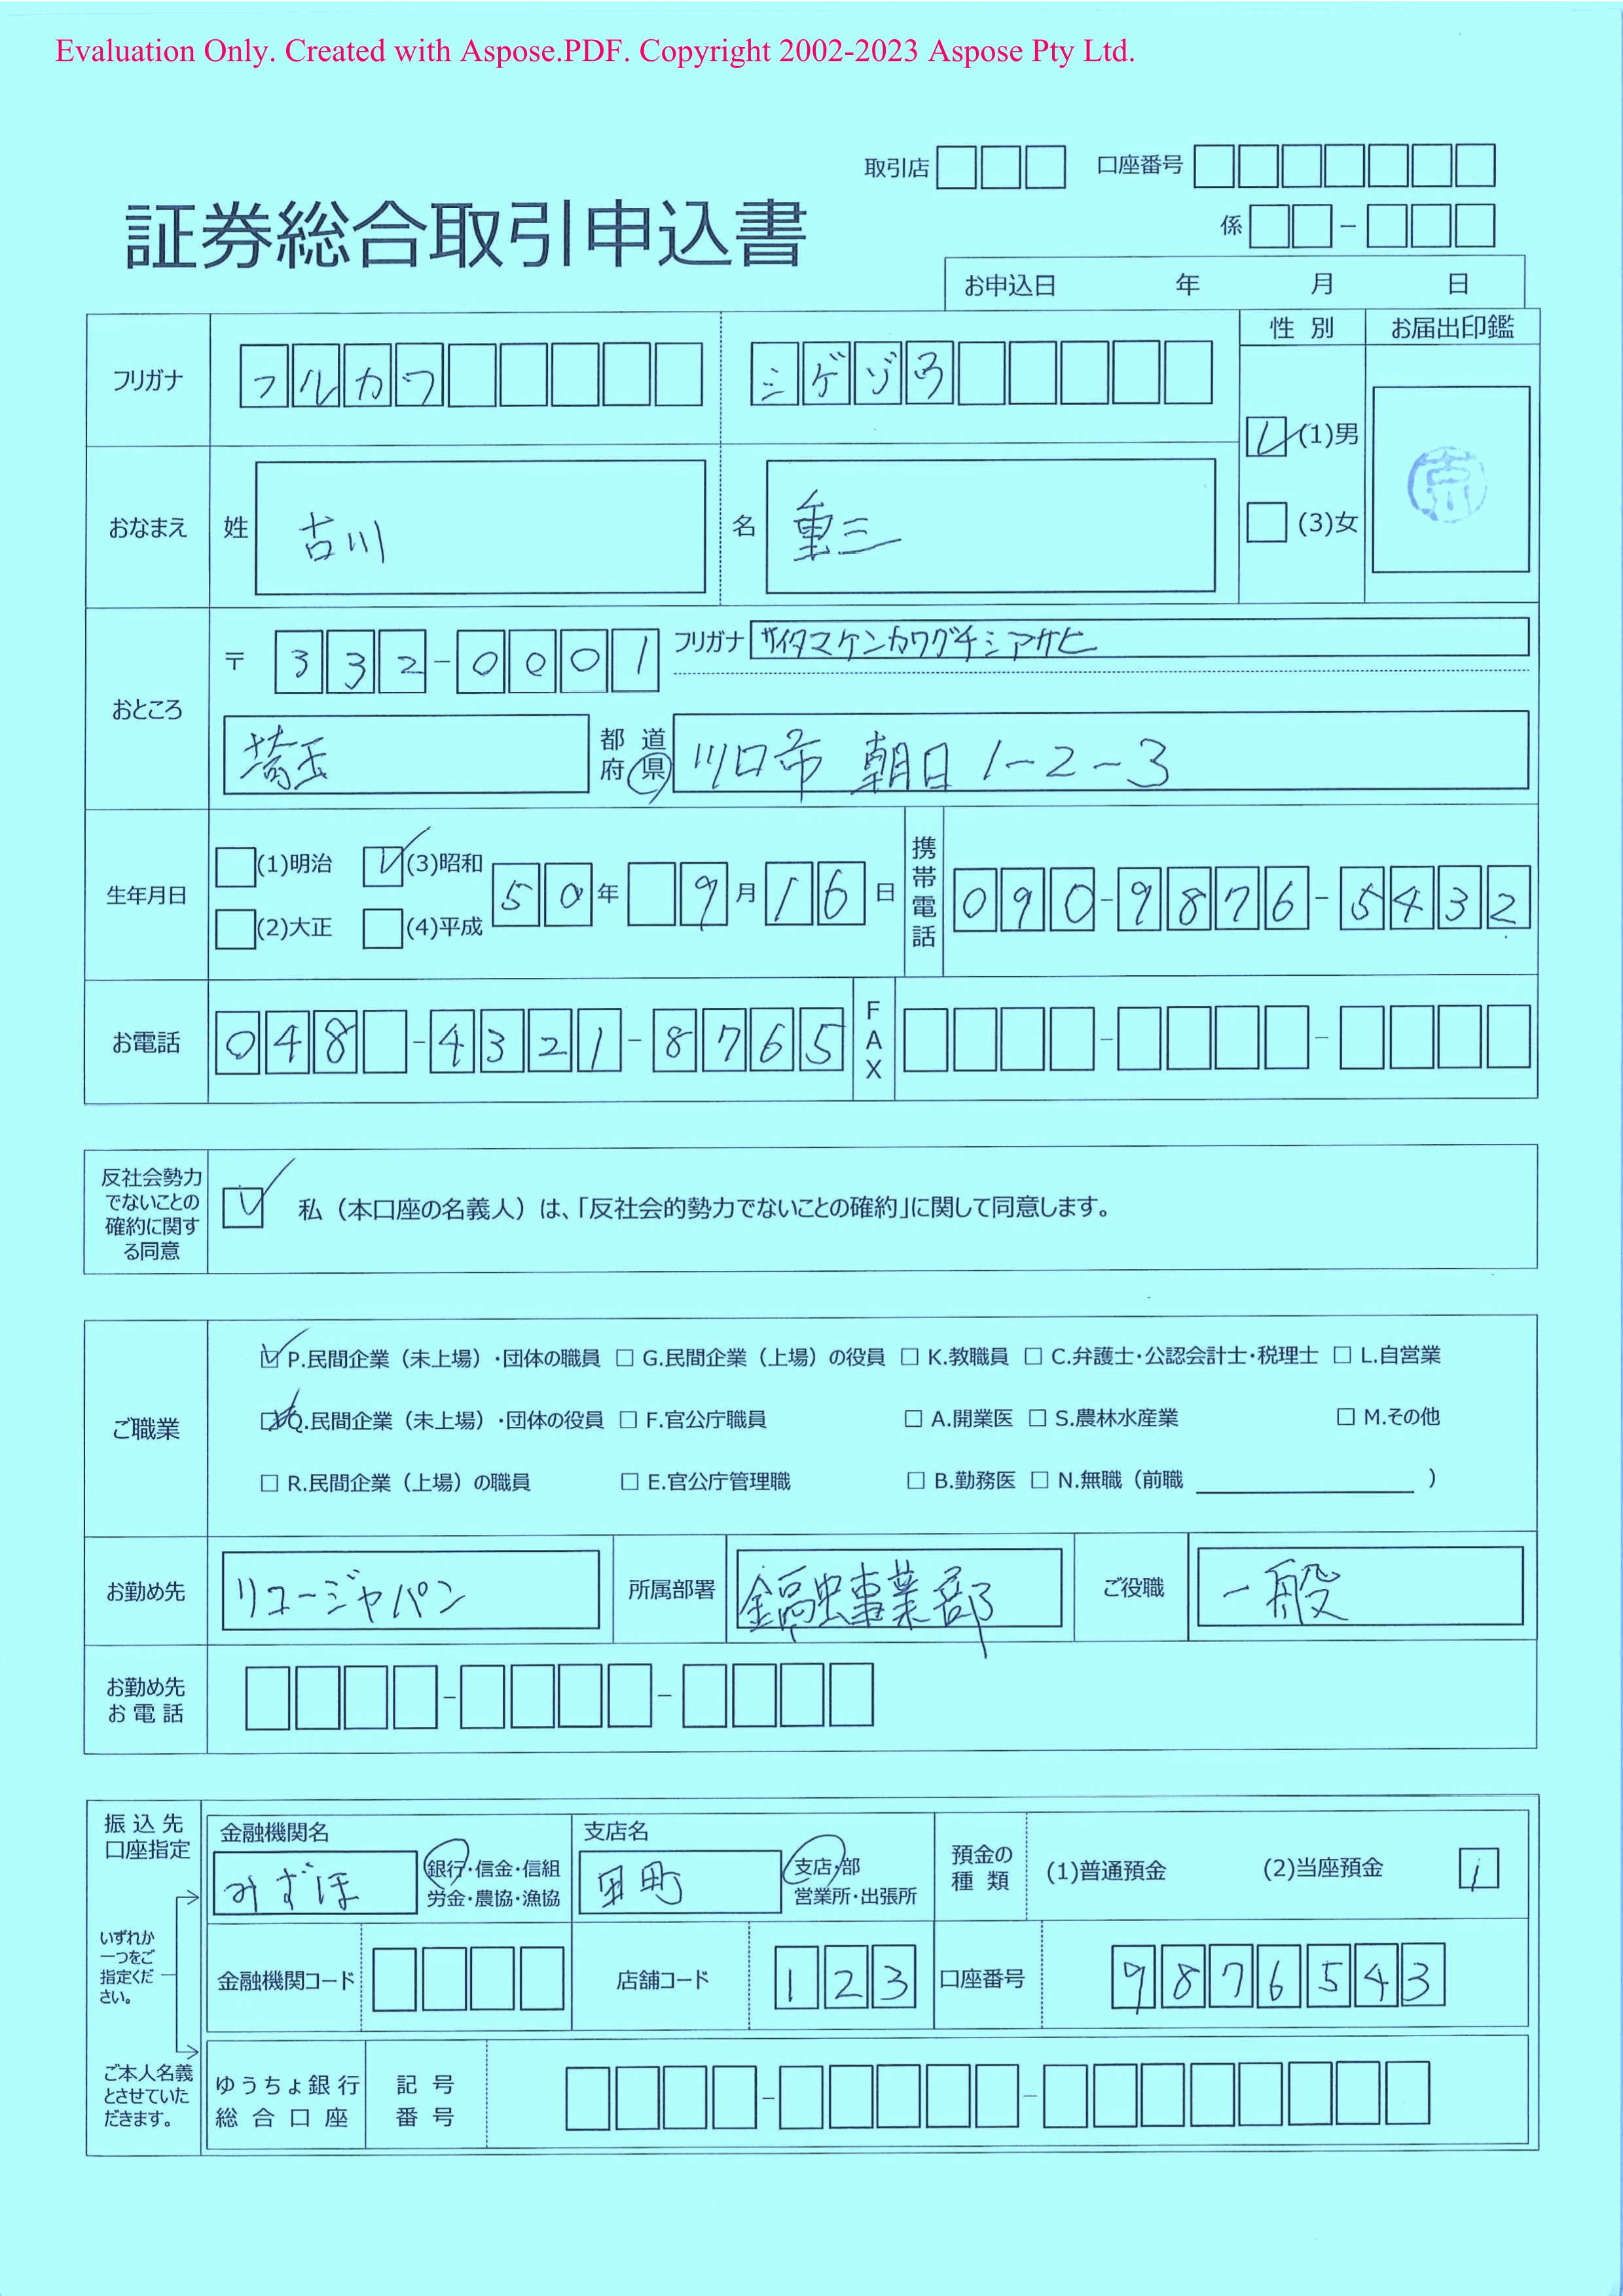 Evaluation Only. Created with Aspose.PDF. Copyright 2002-2023 Aspose Pty Ltd.
取引店 口座番号
係 -
証券総合取引申込書
お申込日 年 月 日
性 別 お届出印鑑
フリガナ フルカワ シゲゾウ
(1)男
おなまえ 姓 古川 名 重三
(3)女
〒 332-0001 フリガナ サイタマケンカワグチシアサヒ
おところ
埼玉 都道府県 川口市 朝日1-2-3
生年月日 (1)明治 (3)昭和 50年 9月16日 携帯電話 090-9876-5432
(2)大正 (4)平成
お電話 048-4321-8765 FAX - -
反社会勢力
でないことの
確約に関す
る同意
私（本口座の名義人）は、「反社会的勢力でないことの確約」に関して同意します。
ご職業
P.民間企業（未上場）・団体の職員 G.民間企業（上場）の役員 K.教職員 C.弁護士・公認会計士・税理士 L.自営業
Q.民間企業（未上場）・団体の役員 F.官公庁職員 A.開業医 S.農林水産業 M.その他
R.民間企業（上場）の職員 E.官公庁管理職 B.勤務医 N.無職（前職 ）
お勤め先 リコージャパン 所属部署 事業部 ご役職 一般
お勤め先
お電話 - -
振込先
口座指定
金融機関名 支店名
みずほ 銀行・信金・信組 支店・部 預金の
労金・農協・漁協 町 営業所・出張所 種類 (1)普通預金 (2)当座預金 1
いずれか
一つをご
指定くだ
さい。
金融機関コード 店舗コード 123 口座番号 9876543
ご本人名義
とさせていた
だきます。
ゆうちょ銀行 記号
総合口座 番号 - -